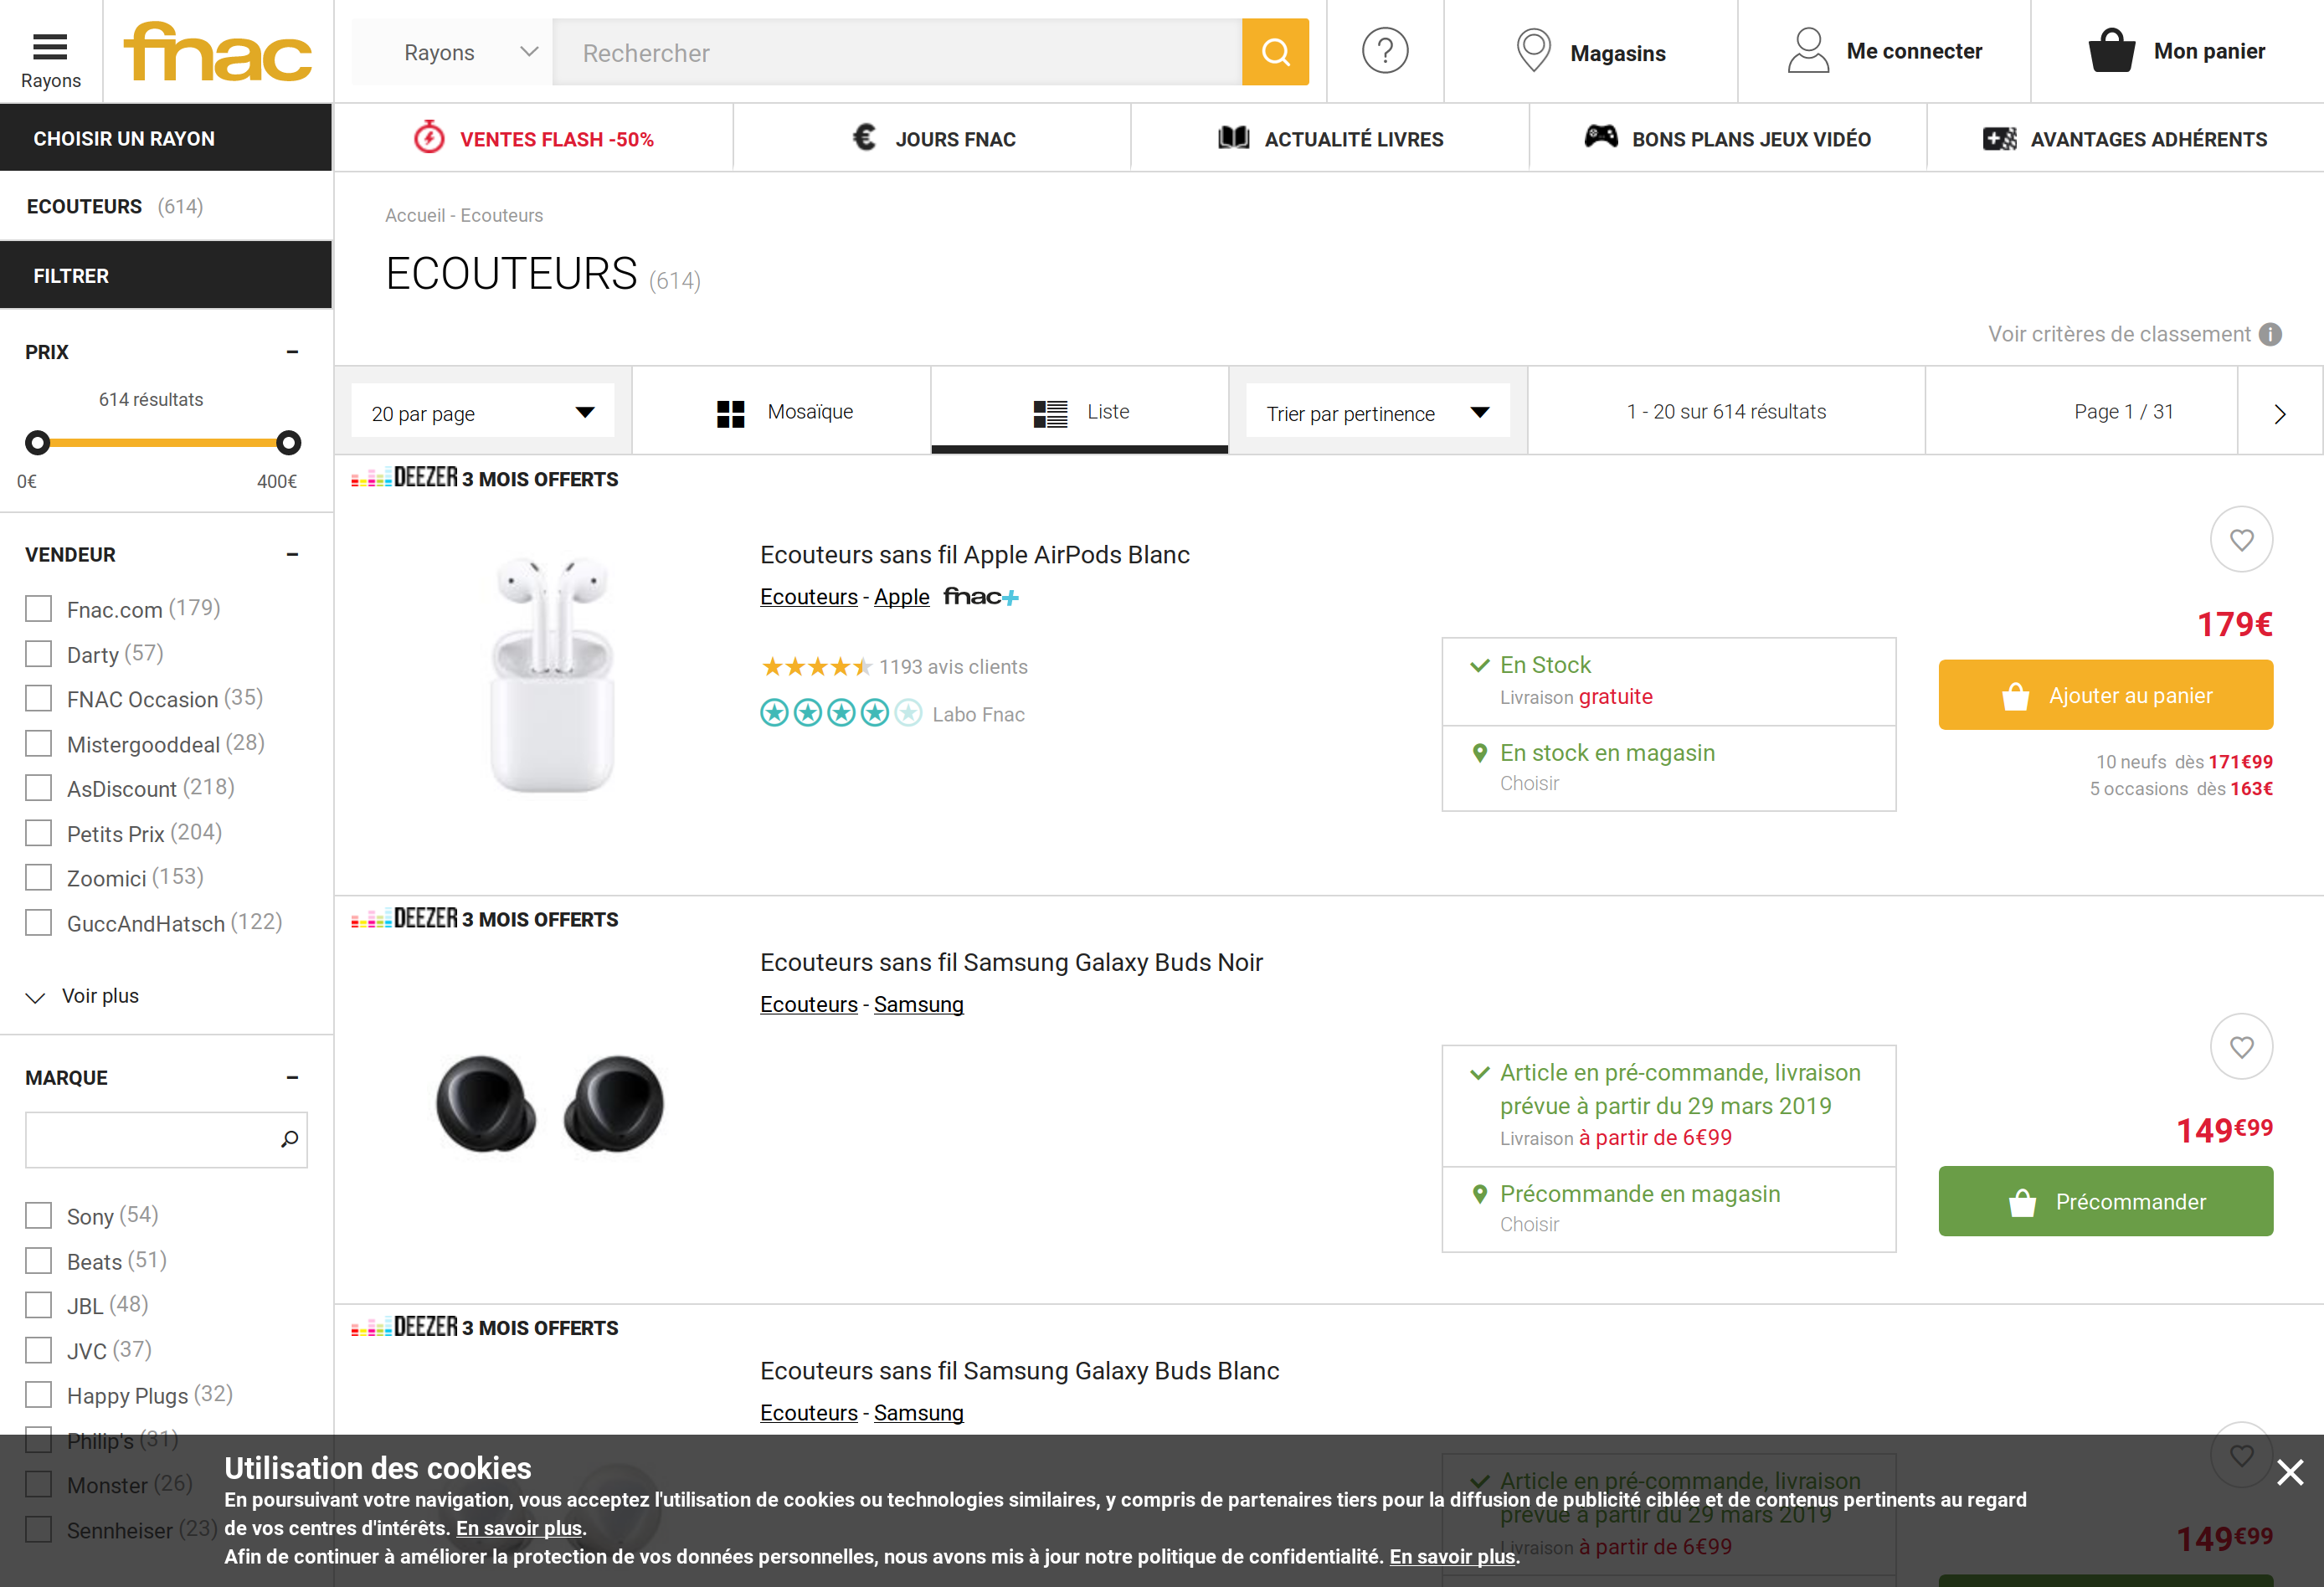 Rayons
fnac
Rayons
Rechercher
?
Magasins
Me connecter
Mon panier
CHOISIR UN RAYON
VENTES FLASH -50%
JOURS FNAC
ACTUALITÉ LIVRES
BONS PLANS JEUX VIDÉO
AVANTAGES ADHÉRENTS
ECOUTEURS (614)
FILTRER
PRIX
614 résultats
0€ 400€
VENDEUR
Fnac.com (179)
Darty (57)
FNAC Occasion (35)
Mistergooddeal (28)
AsDiscount (218)
Petits Prix (204)
Zoomici (153)
GuccAndHatsch (122)
Voir plus
MARQUE
Sony (54)
Beats (51)
JBL (48)
JVC (37)
Happy Plugs (32)
Philip's (31)
Monster (26)
Sennheiser (23)
Accueil - Ecouteurs
ECOUTEURS (614)
Voir critères de classement i
20 par page
Mosaïque
Liste
Trier par pertinence
1 - 20 sur 614 résultats
Page 1 / 31
DEEZER 3 MOIS OFFERTS
Ecouteurs sans fil Apple AirPods Blanc
Ecouteurs - Apple fnac+
1193 avis clients
Labo Fnac
En Stock
Livraison gratuite
En stock en magasin
Choisir
179€
Ajouter au panier
10 neufs dès 171€99
5 occasions dès 163€
DEEZER 3 MOIS OFFERTS
Ecouteurs sans fil Samsung Galaxy Buds Noir
Ecouteurs - Samsung
Article en pré-commande, livraison
prévue à partir du 29 mars 2019
Livraison à partir de 6€99
Précommande en magasin
Choisir
149€99
Précommander
DEEZER 3 MOIS OFFERTS
Ecouteurs sans fil Samsung Galaxy Buds Blanc
Ecouteurs - Samsung
Article en pré-commande, livraison
prévue à partir du 29 mars 2019
Livraison à partir de 6€99
149€99
Utilisation des cookies
En poursuivant votre navigation, vous acceptez l'utilisation de cookies ou technologies similaires, y compris de partenaires tiers pour la diffusion de publicité ciblée et de contenus pertinents au regard
de vos centres d'intérêts. En savoir plus.
Afin de continuer à améliorer la protection de vos données personnelles, nous avons mis à jour notre politique de confidentialité. En savoir plus.